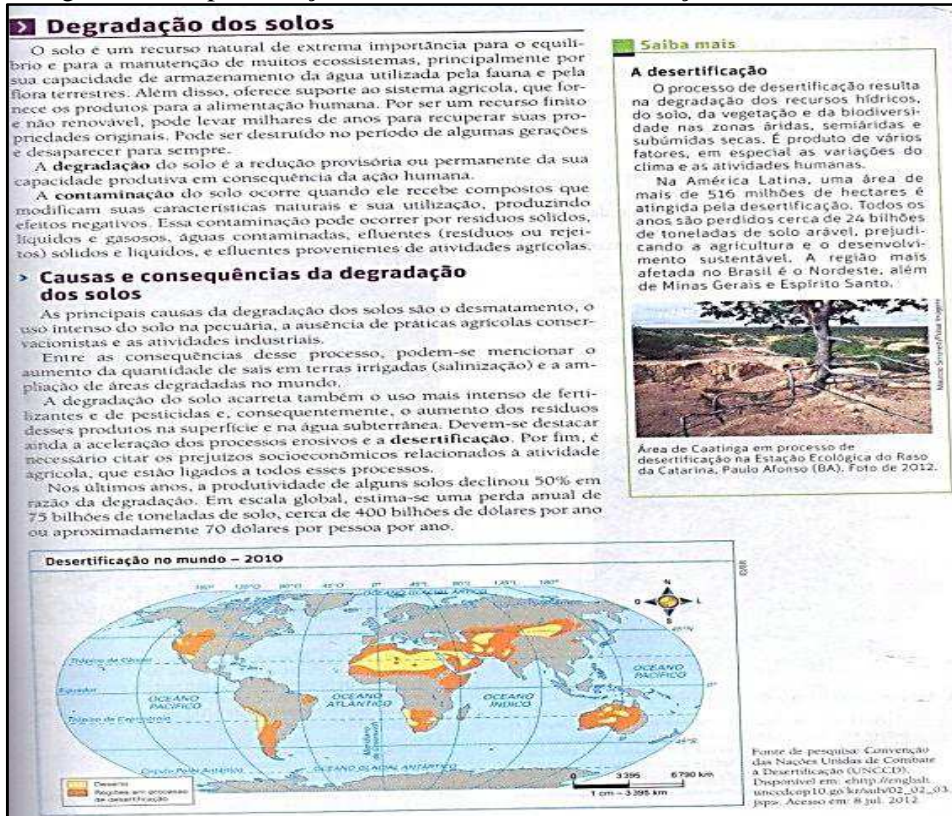 Degradação dos solos
O solo é um recurso natural de extrema importância para o equilí-
brio e para a manutenção de muitos ecossistemas, principalmente por
sua capacidade de armazenamento da água utilizada pela fauna e pela
flora terrestres. Além disso, oferece suporte ao sistema agrícola, que for-
nece os produtos para a alimentação humana. Por ser um recurso finito
e não renovável, pode levar milhares de anos para recuperar suas pro-
priedades originais. Pode ser destruído no período de algumas gerações
e desaparecer para sempre.
A degradação do solo é a redução provisória ou permanente da sua
capacidade produtiva em consequência da ação humana.
A contaminação do solo ocorre quando ele recebe compostos que
modificam suas características naturais e sua utilização, produzindo
efeitos negativos. Essa contaminação pode ocorrer por resíduos sólidos,
líquidos e gasosos, águas contaminadas, efluentes (resíduos ou rejei-
tos) sólidos e líquidos, e efluentes provenientes de atividades agrícolas.
Causas e consequências da degradação
dos solos
As principais causas da degradação dos solos são o desmatamento, o
uso intenso do solo na pecuária, a ausência de práticas agrícolas conser-
vacionistas e as atividades industriais.
Entre as consequências desse processo, podem-se mencionar o
aumento da quantidade de sais em terras irrigadas (salinização) e a am-
pliação de áreas degradadas no mundo.
A degradação do solo acarreta também o uso mais intenso de ferti-
lizantes e de pesticidas e, consequentemente, o aumento dos resíduos
desses produtos na superfície e na água subterrânea. Devem-se destacar
ainda a aceleração dos processos erosivos e a desertificação. Por fim, é
necessário citar os prejuízos socioeconômicos relacionados à atividade
agrícola, que estão ligados a todos esses processos.
Nos últimos anos, a produtividade de alguns solos declinou 50% em
razão da degradação. Em escala global, estima-se uma perda anual de
75 bilhões de toneladas de solo, cerca de 400 bilhões de dólares por ano
ou aproximadamente 70 dólares por pessoa por ano.
Saiba mais
A desertificação
O processo de desertificação resulta
na degradação dos recursos hídricos,
do solo, da vegetação e da biodiversi-
dade nas zonas áridas, semiáridas e
subúmidas secas. É produto de vários
fatores, em especial as variações do
clima e as atividades humanas.
Na América Latina, uma área de
mais de 516 milhões de hectares é
atingida pela desertificação. Todos os
anos são perdidos cerca de 24 bilhões
de toneladas de solo arável, prejudi-
cando a agricultura e o desenvolvi-
mento sustentável. A região mais
afetada no Brasil é o Nordeste, além
de Minas Gerais e Espírito Santo.
Área de Caatinga em processo de
desertificação na Estação Ecológica do Raso
da Catarina, Paulo Afonso (BA). Foto de 2012.
Desertificação no mundo – 2010
OCEANO GLACIAL ÁRTICO
N
O
L
Trópico de Câncer
Equador
OCEANO
PACÍFICO
OCEANO
ATLÂNTICO
OCEANO
ÍNDICO
OCEANO
PACÍFICO
0°
Trópico de Capricórnio
Círculo Polar Antártico
OCEANO GLACIAL ANTÁRTICO
0 3 395 6 790 km
1 cm – 3 395 km
Deserto
Regiões em processo
de desertificação
Fonte de pesquisa: Convenção
das Nações Unidas de Combate
à Desertificação (UNCCD).
Disponível em:
Acesso em: 8 jul. 2012.